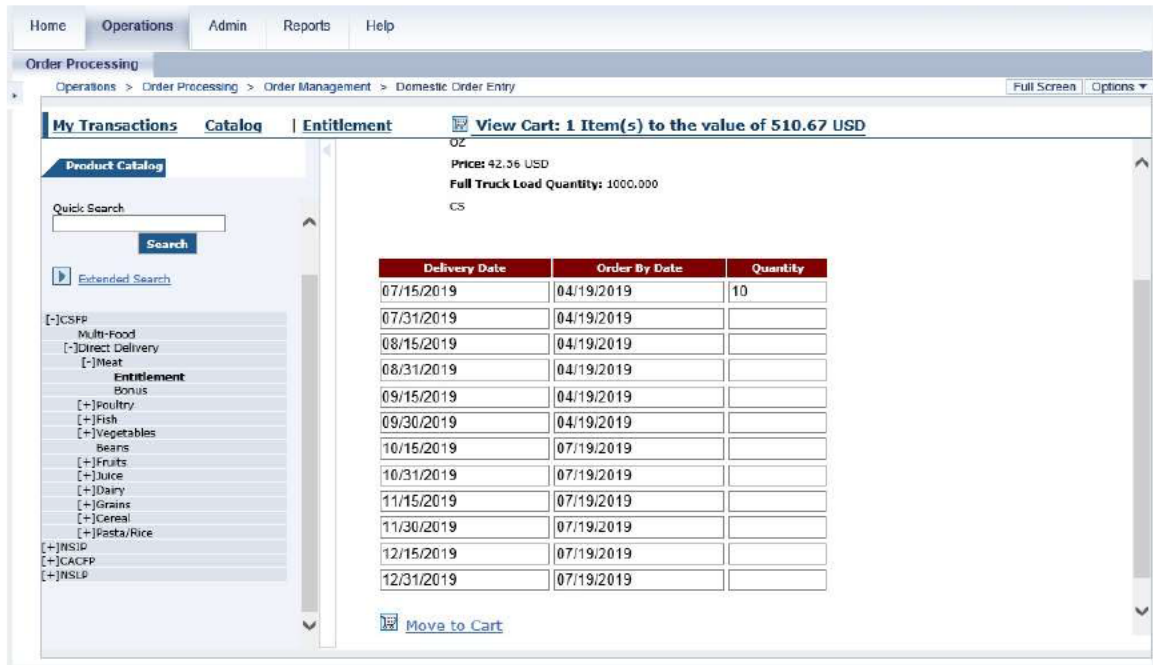 Home Operations Admin Reports Help
Order Processing
Operations > Order Processing > Order Management > Domestic Order Entry
Full Screen Options
My Transactions Catalog | Entitlement View Cart: 1 Item(s) to the value of 510.67 USD
Product Catalog
Quick Search
Search
Extended Search
[-]CSFP
Multi-Food
[-]Direct Delivery
[-]Meat
Entitlement
Bonus
[+]Poultry
[+]Fish
[+]Vegetables
Beans
[+]Fruits
[+]Juice
[+]Dairy
[+]Grains
[+]Cereal
[+]Pasta/Rice
[+]NSIP
[+]CACFP
[+]NSLP
OZ
Price: 42.56 USD
Full Truck Load Quantity: 1000.000
CS
Delivery Date Order By Date Quantity
07/15/2019 04/19/2019 10
07/31/2019 04/19/2019
08/15/2019 04/19/2019
08/31/2019 04/19/2019
09/15/2019 04/19/2019
09/30/2019 04/19/2019
10/15/2019 07/19/2019
10/31/2019 07/19/2019
11/15/2019 07/19/2019
11/30/2019 07/19/2019
12/15/2019 07/19/2019
12/31/2019 07/19/2019
Move to Cart